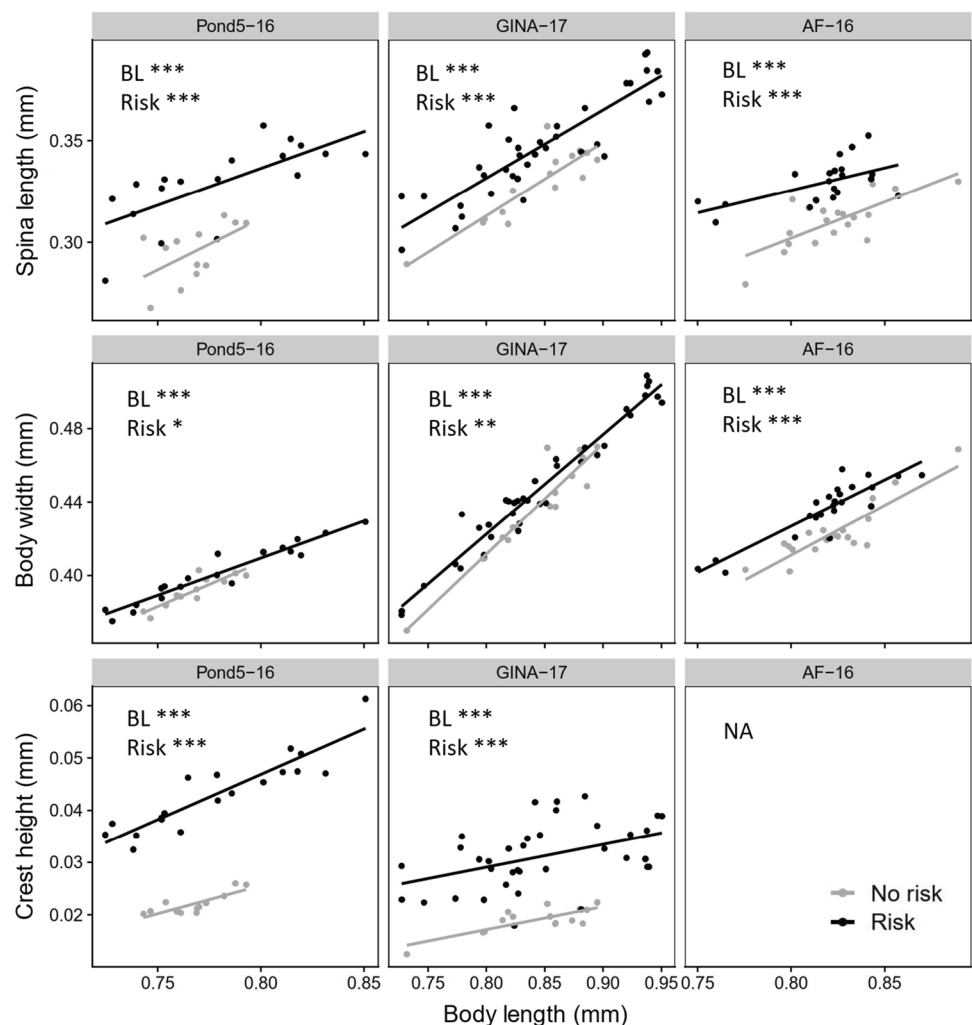 Pond5−16 GINA−17 AF−16
Spina length (mm)
BL *** BL *** BL ***
Risk *** Risk *** Risk ***
0.35
0.30
Pond5−16 GINA−17 AF−16
Body width (mm)
BL *** BL *** BL ***
Risk * Risk ** Risk ***
0.48
0.44
0.40
Pond5−16 GINA−17 AF−16
Crest height (mm)
BL *** BL *** NA
Risk *** Risk ***
0.06
0.05
0.04
0.03
0.02
No risk
Risk
0.75 0.80 0.85 0.75 0.80 0.85 0.90 0.95 0.75 0.80 0.85
Body length (mm)